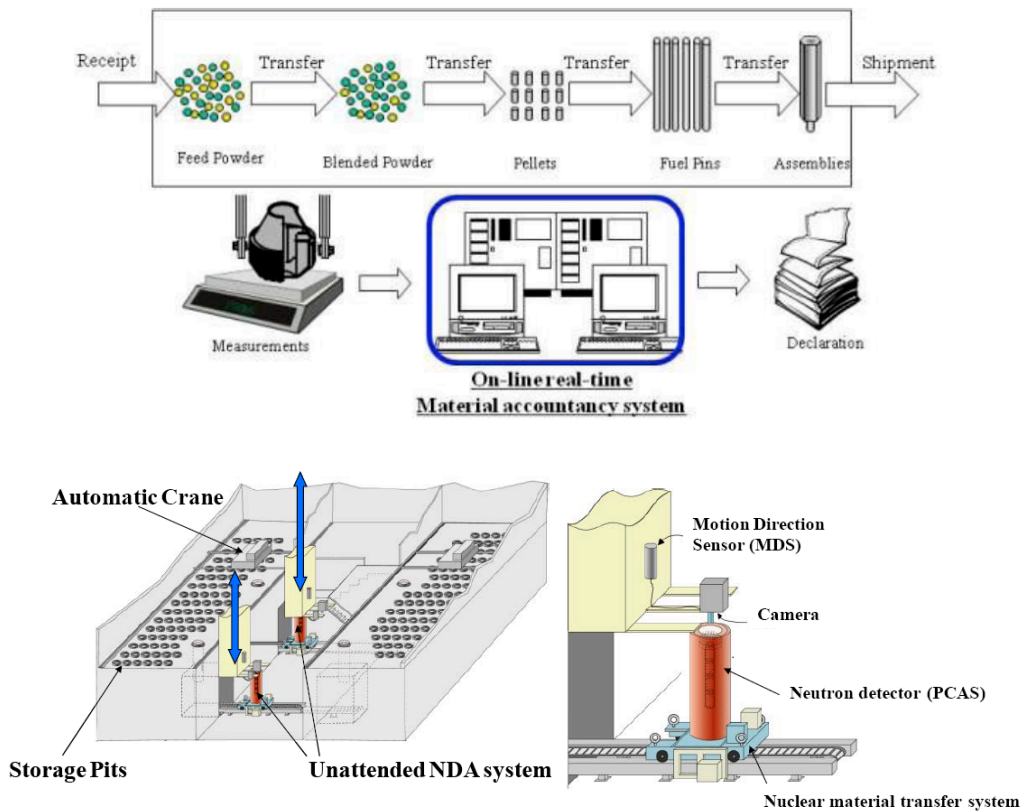 Receipt
Transfer
Transfer
Transfer
Transfer
Shipment
Feed Powder
Blended Powder
Pellets
Fuel Pins
Assemblies
Measurements
Declaration
On-line real-time
Material accountancy system
Automatic Crane
Storage Pits
Unattended NDA system
Motion Direction
Sensor (MDS)
Camera
Neutron detector (PCAS)
Nuclear material transfer system